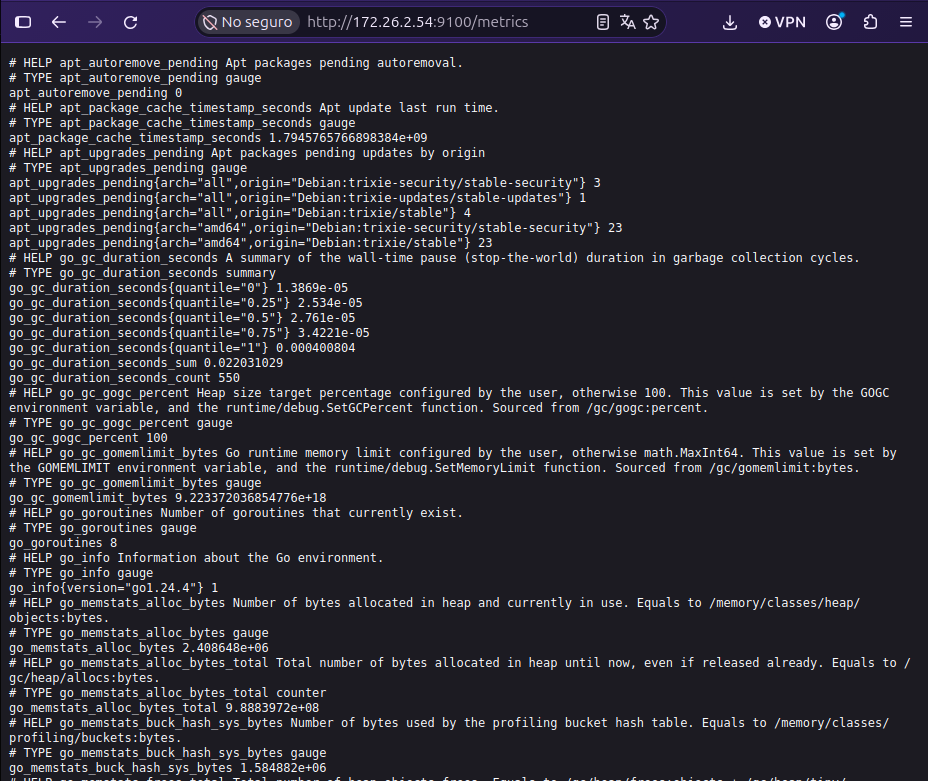 No seguro http://172.26.2.54:9100/metrics VPN
# HELP apt_autoremove_pending Apt packages pending autoremoval.
# TYPE apt_autoremove_pending gauge
apt_autoremove_pending 0
# HELP apt_package_cache_timestamp_seconds Apt update last run time.
# TYPE apt_package_cache_timestamp_seconds gauge
apt_package_cache_timestamp_seconds 1.7945765766898384e+09
# HELP apt_upgrades_pending Apt packages pending updates by origin
# TYPE apt_upgrades_pending gauge
apt_upgrades_pending{arch="all",origin="Debian:trixie-security/stable-security"} 3
apt_upgrades_pending{arch="all",origin="Debian:trixie-updates/stable-updates"} 1
apt_upgrades_pending{arch="all",origin="Debian:trixie/stable"} 4
apt_upgrades_pending{arch="amd64",origin="Debian:trixie-security/stable-security"} 23
apt_upgrades_pending{arch="amd64",origin="Debian:trixie/stable"} 23
# HELP go_gc_duration_seconds A summary of the wall-time pause (stop-the-world) duration in garbage collection cycles.
# TYPE go_gc_duration_seconds summary
go_gc_duration_seconds{quantile="0"} 1.3869e-05
go_gc_duration_seconds{quantile="0.25"} 2.534e-05
go_gc_duration_seconds{quantile="0.5"} 2.761e-05
go_gc_duration_seconds{quantile="0.75"} 3.4221e-05
go_gc_duration_seconds{quantile="1"} 0.000400804
go_gc_duration_seconds_sum 0.022031029
go_gc_duration_seconds_count 550
# HELP go_gc_gogc_percent Heap size target percentage configured by the user, otherwise 100. This value is set by the GOGC
environment variable, and the runtime/debug.SetGCPercent function. Sourced from /gc/gogc:percent.
# TYPE go_gc_gogc_percent gauge
go_gc_gogc_percent 100
# HELP go_gc_gomemlimit_bytes Go runtime memory limit configured by the user, otherwise math.MaxInt64. This value is set by
the GOMEMLIMIT environment variable, and the runtime/debug.SetMemoryLimit function. Sourced from /gc/gomemlimit:bytes.
# TYPE go_gc_gomemlimit_bytes gauge
go_gc_gomemlimit_bytes 9.223372036854776e+18
# HELP go_goroutines Number of goroutines that currently exist.
# TYPE go_goroutines gauge
go_goroutines 8
# HELP go_info Information about the Go environment.
# TYPE go_info gauge
go_info{version="go1.24.4"} 1
# HELP go_memstats_alloc_bytes Number of bytes allocated in heap and currently in use. Equals to /memory/classes/heap/
objects:bytes.
# TYPE go_memstats_alloc_bytes gauge
go_memstats_alloc_bytes 2.408648e+06
# HELP go_memstats_alloc_bytes_total Total number of bytes allocated in heap until now, even if released already. Equals to /
gc/heap/allocs:bytes.
# TYPE go_memstats_alloc_bytes_total counter
go_memstats_alloc_bytes_total 9.8883972e+08
# HELP go_memstats_buck_hash_sys_bytes Number of bytes used by the profiling bucket hash table. Equals to /memory/classes/
profiling/buckets:bytes.
# TYPE go_memstats_buck_hash_sys_bytes gauge
go_memstats_buck_hash_sys_bytes 1.584882e+06